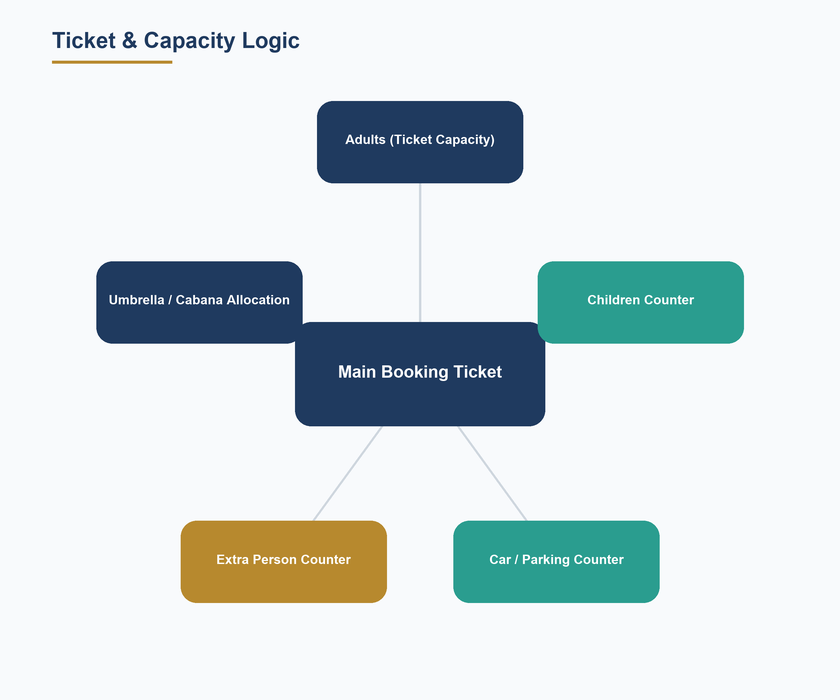 Ticket & Capacity Logic
Adults (Ticket Capacity)
Umbrella / Cabana Allocation
Children Counter
Main Booking Ticket
Extra Person Counter
Car / Parking Counter